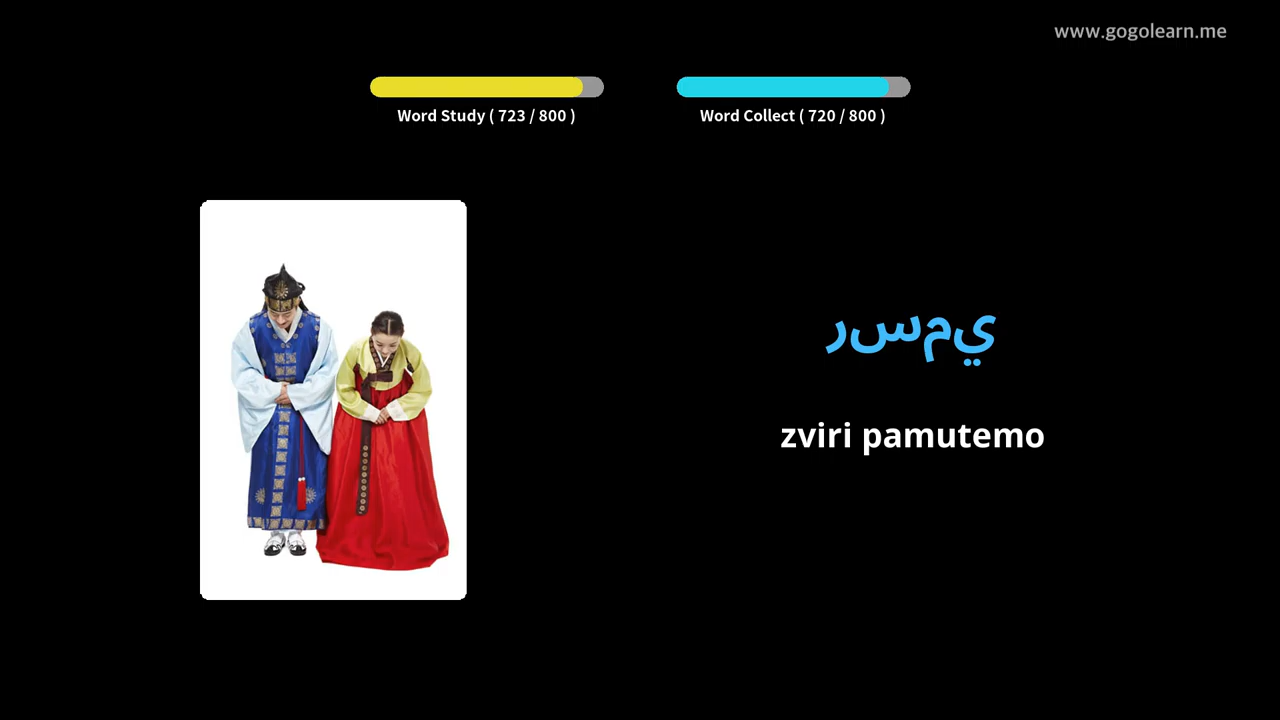 www.gogolearn.me
Word Study ( 723 / 800 )
Word Collect ( 720 / 800 )
رسمي
zviri pamutemo